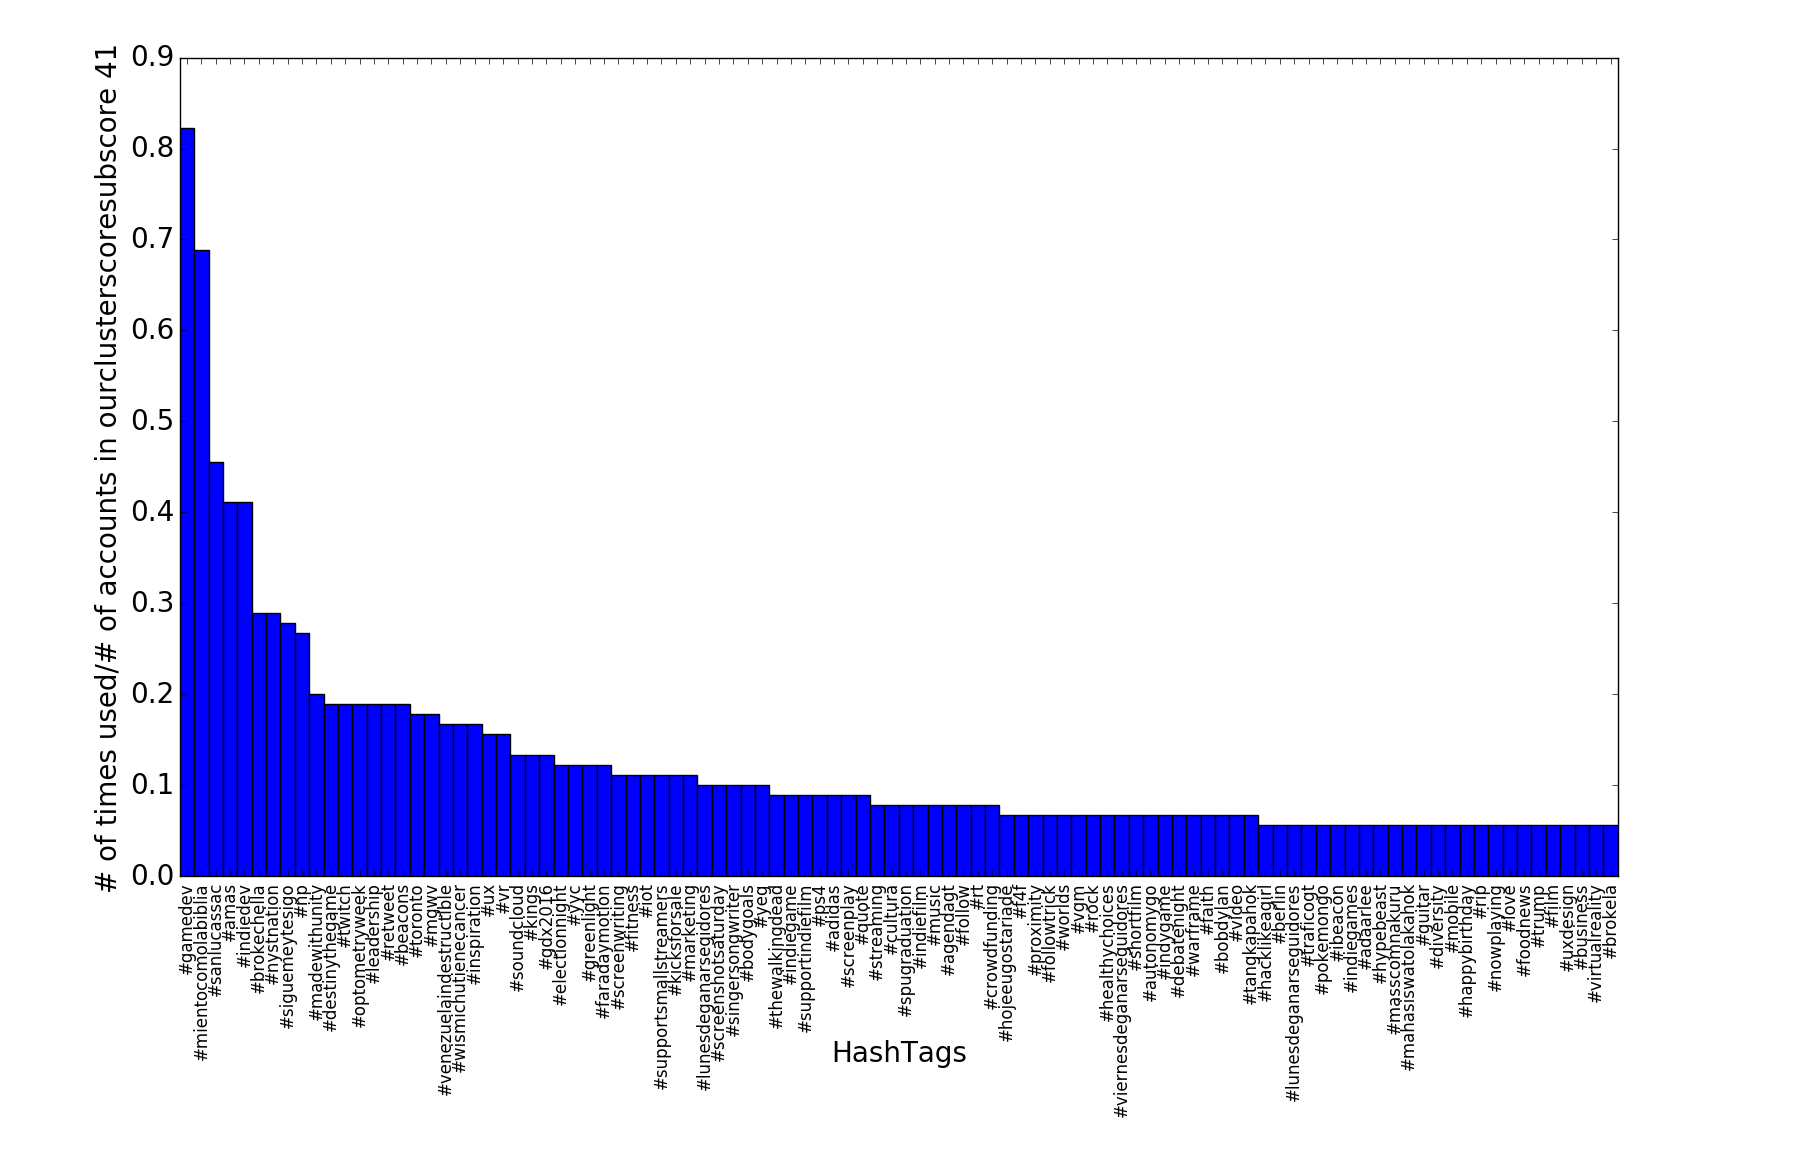 # of times used/# of accounts in ourclusterscoresubscore 41
0.9
0.8
0.7
0.6
0.5
0.4
0.3
0.2
0.1
0.0
#gamedev
#mientocomolabiblia
#sanlucassac
#amas
#indiedev
#brokechella
#nystnation
#siguemeytesigo
#np
#madewithunity
#destinythegame
#twitch
#optometryweek
#leadership
#retweet
#beacons
#toronto
#mgwv
#venezuelaindestructible
#wismichutienecancer
#inspiration
#ux
#vr
#soundcloud
#kings
#gdx2016
#electionnight
#yyc
#greenlight
#faradaymotion
#screenwriting
#fitness
#iot
#supportsmallstreamers
#kicksforsale
#marketing
#lunesdeganarsegidores
#screenshotsaturday
#singersongwriter
#bodygoals
#yeg
#thewalkjngdead
#indiegame
#supportindiefilm
#ps4
#adidas
#screenplay
#quote
#streaming
#cultura
#spugraduation
#indiefilm
#music
#agendagt
#follow
#rt
#crowdfunding
#hojeeugostariade
#f4f
#proximity
#followtrick
#worlds
#vgm
#rock
#healthychoices
#viernesdeganarseguidores
#shortfilm
#autonomygo
#indygame
#debatenight
#warframe
#faith
#bobdylan
#video
#tangkapahok
#hacklikeagirl
#berlin
#lunesdeganarseguidores
#traficogt
#pokemondo
#ibeacon
#indiegames
#adaarlee
#hypebeast
#masscomnakuru
#mahasiswatolakahok
#guitar
#diversity
#mobile
#happybirthday
#rip
#nowplaying
#love
#foodnews
#trump
#film
#uxdesign
#business
#virtualreality
#brokela
HashTags